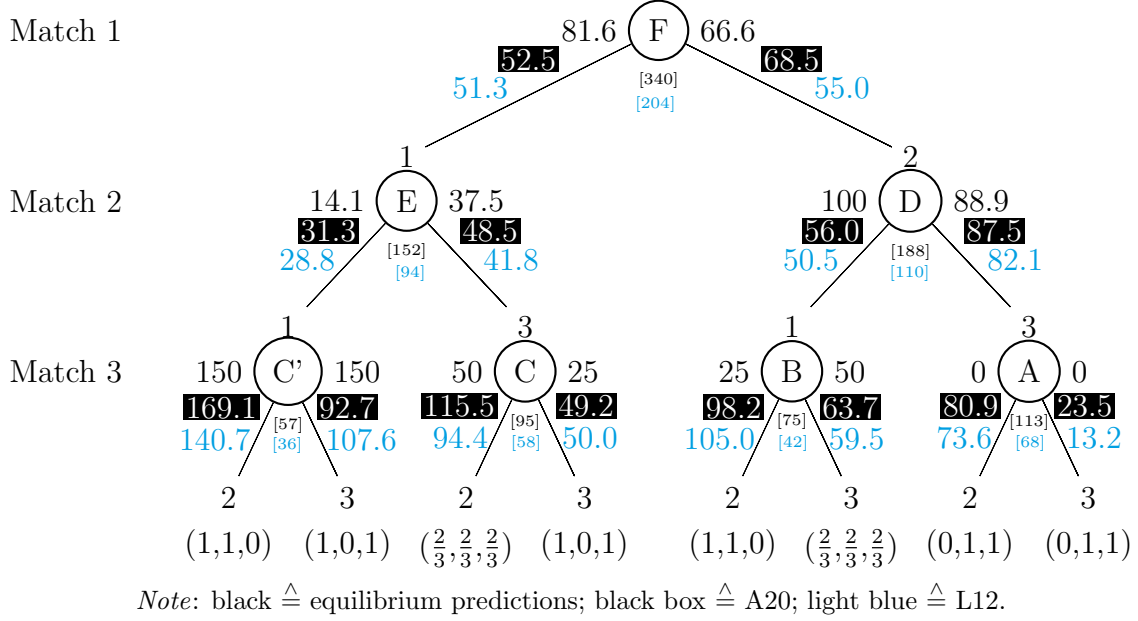 Match 1 81.6 F 66.6
52.5 68.5
51.3 [340] 55.0
[204]
1 2
Match 2 14.1 E 37.5 100 D 88.9
31.3 48.5 56.0 87.5
28.8 [152] 41.8 50.5 [188] 82.1
[94] [110]
1 3 1 3
Match 3 150 C' 150 50 C 25 25 B 50 0 A 0
169.1 92.7 115.5 49.2 98.2 63.7 80.9 23.5
[57] [95] [75] [113]
140.7 [36] 107.6 94.4 [58] 50.0 105.0 [42] 59.5 73.6 [68] 13.2
2 3 2 3 2 3 2 3
(1,1,0) (1,0,1) (2/3,2/3,2/3) (1,0,1) (1,1,0) (2/3,2/3,2/3) (0,1,1) (0,1,1)
Note: black ≙ equilibrium predictions; black box ≙ A20; light blue ≙ L12.